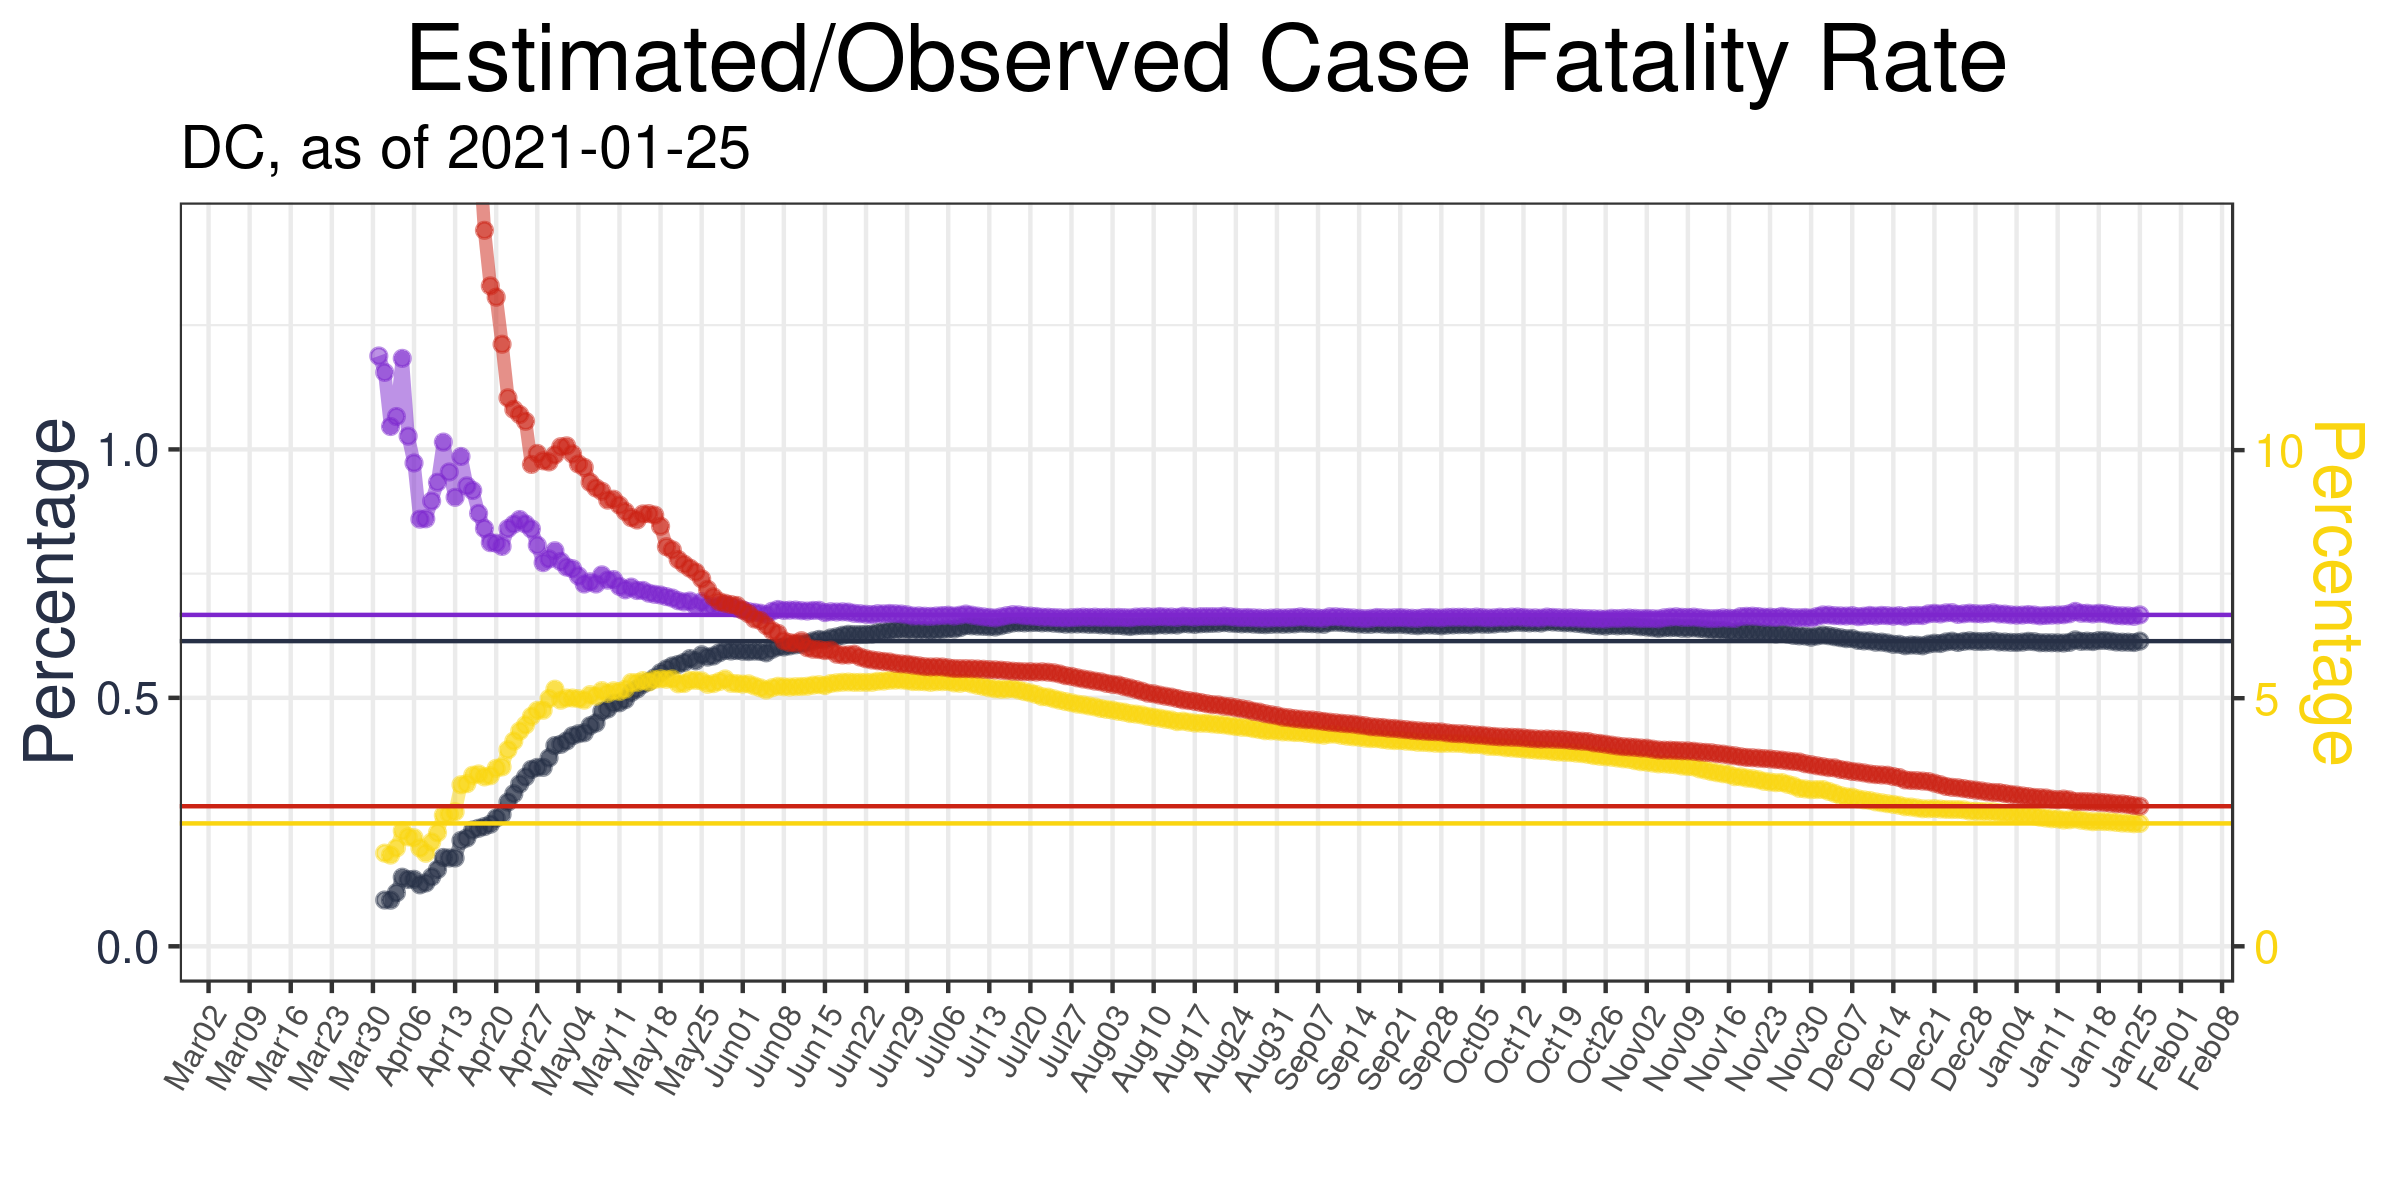 Estimated/Observed Case Fatality Rate
DC, as of 2021-01-25
Percentage
1.0
0.5
0.0
10
5
0
Percentage
Mar02
Mar09
Mar16
Mar23
Mar30
Apr06
Apr13
Apr20
Apr27
May04
May11
May18
May25
Jun01
Jun08
Jun15
Jun22
Jun29
Jul06
Jul13
Jul20
Jul27
Aug03
Aug10
Aug17
Aug24
Aug31
Sep07
Sep14
Sep21
Sep28
Oct05
Oct12
Oct19
Oct26
Nov02
Nov09
Nov16
Nov23
Nov30
Dec07
Dec14
Dec21
Dec28
Jan04
Jan11
Jan18
Jan25
Feb01
Feb08